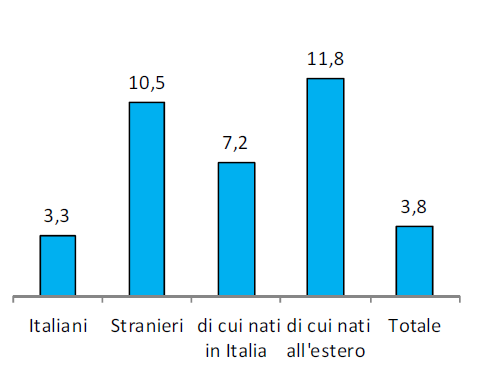 3,3
10,5
7,2
11,8
3,8
Italiani
Stranieri
di cui nati
in Italia
di cui nati
all'estero
Totale